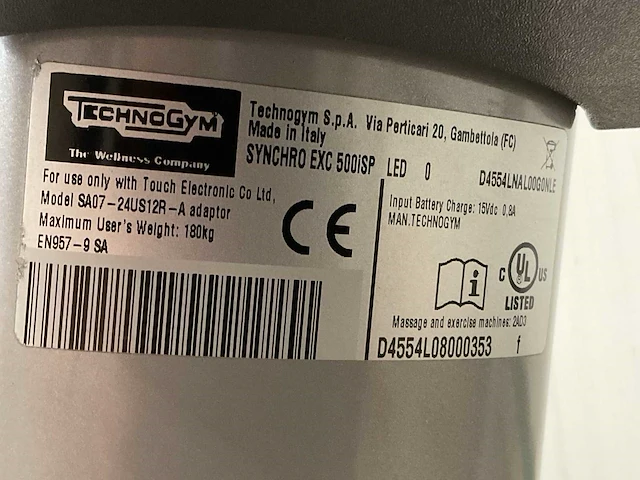 TECHNOGYM
The Wellness Company
Technogym S.p.A. Via Perticari 20, Gambettola (FC)
Made in Italy
SYNCHRO EXC 500iSP LED 0 D4554LNAL00G0NLE
For use only with Touch Electronic Co Ltd,
Model SA07-24US12R-A adaptor
Maximum User's Weight: 180kg
EN957-9 SA
CE
Input Battery Charge: 15Vdc 0,8A
MAN.TECHNOGYM
i
C UL US
LISTED
Massage and exercise machines: 2AD3
D4554L08000353 f